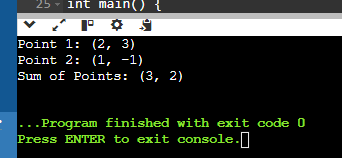 25 int main() {
Point 1: (2, 3)
Point 2: (1, -1)
Sum of Points: (3, 2)
...Program finished with exit code 0
Press ENTER to exit console.